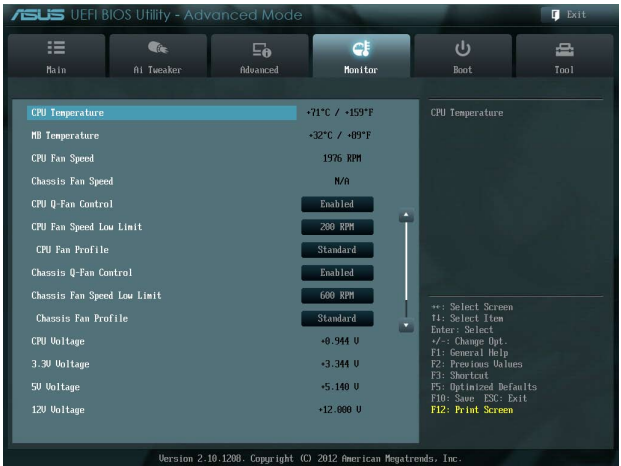 ASUS UEFI BIOS Utility - Advanced Mode
Exit
Main
Ai Tweaker
Advanced
Monitor
Boot
Tool
CPU Temperature +71°C / +159°F
MB Temperature +32°C / +89°F
CPU Fan Speed 1976 RPM
Chassis Fan Speed N/A
CPU Q-Fan Control Enabled
CPU Fan Speed Low Limit 200 RPM
CPU Fan Profile Standard
Chassis Q-Fan Control Enabled
Chassis Fan Speed Low Limit 600 RPM
Chassis Fan Profile Standard
CPU Voltage +0.944 V
3.3V Voltage +3.344 V
5V Voltage +5.140 V
12V Voltage +12.000 V
CPU Temperature
→←: Select Screen
↑↓: Select Item
Enter: Select
+/-: Change Opt.
F1: General Help
F2: Previous Values
F3: Shortcut
F5: Optimized Defaults
F10: Save ESC: Exit
F12: Print Screen
Version 2.10.1208. Copyright (C) 2012 American Megatrends, Inc.